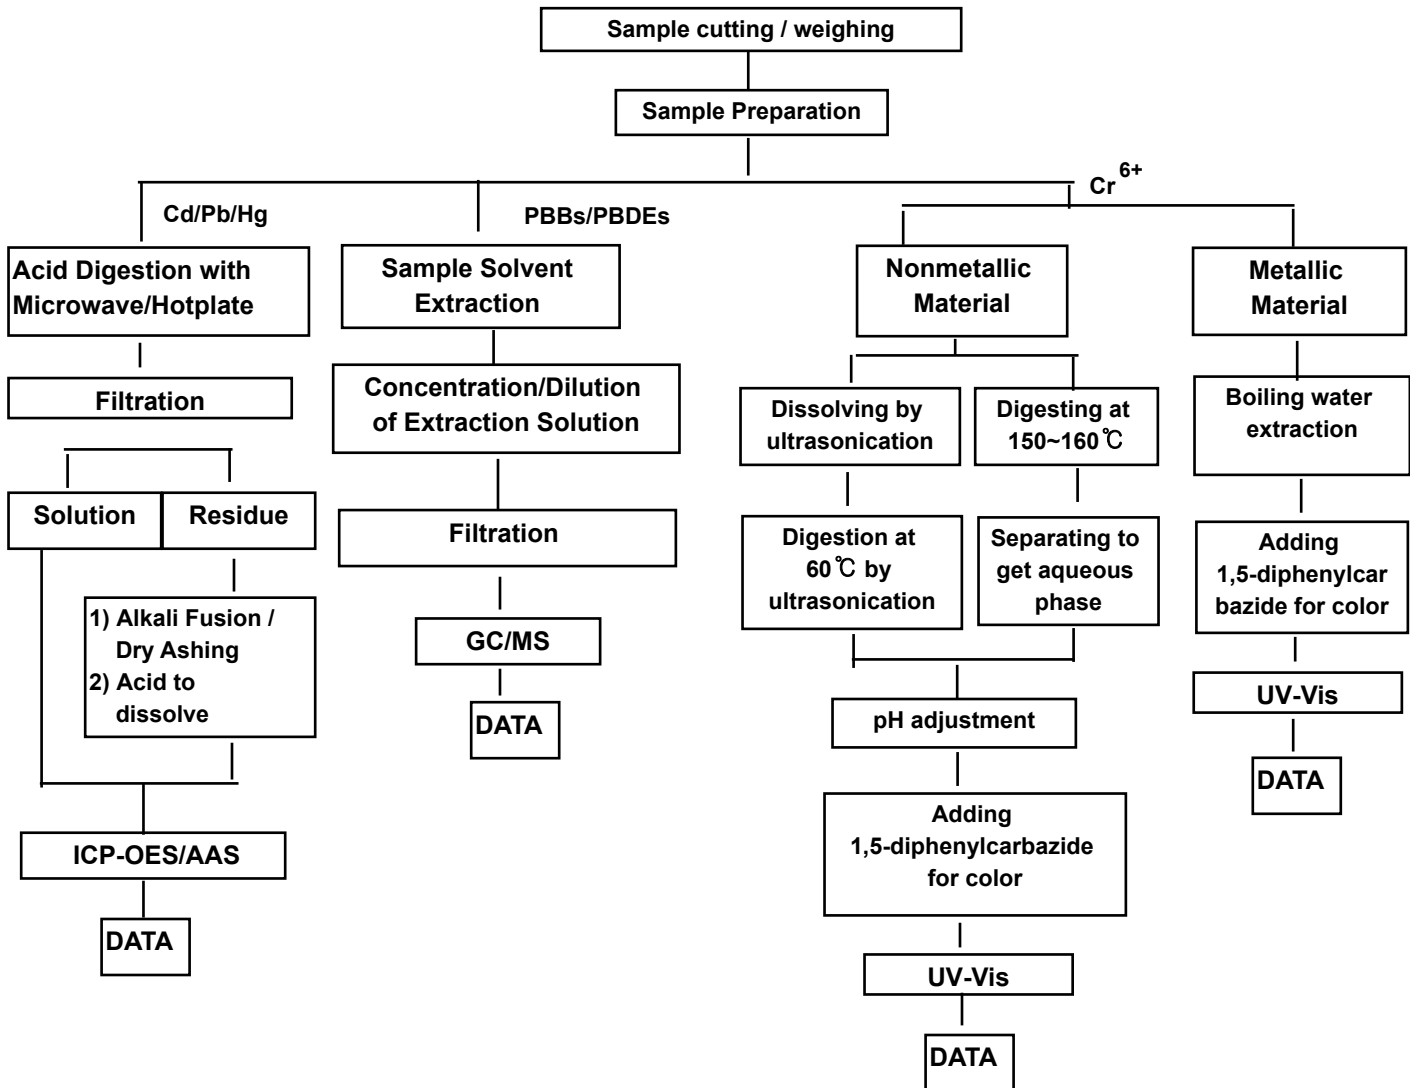 Sample cutting / weighing
Sample Preparation
Cr 6+
Cd/Pb/Hg
PBBs/PBDEs
Acid Digestion with
Microwave/Hotplate
Filtration
Solution
Residue
1) Alkali Fusion /
Dry Ashing
2) Acid to
dissolve
ICP-OES/AAS
DATA
Sample Solvent
Extraction
Concentration/Dilution
of Extraction Solution
Filtration
GC/MS
DATA
Nonmetallic
Material
Dissolving by
ultrasonication
Digestion at
60℃ by
ultrasonication
Digesting at
150~160℃
Separating to
get aqueous
phase
pH adjustment
Adding
1,5-diphenylcarbazide
for color
UV-Vis
DATA
Metallic
Material
Boiling water
extraction
Adding
1,5-diphenylcar
bazide for color
UV-Vis
DATA